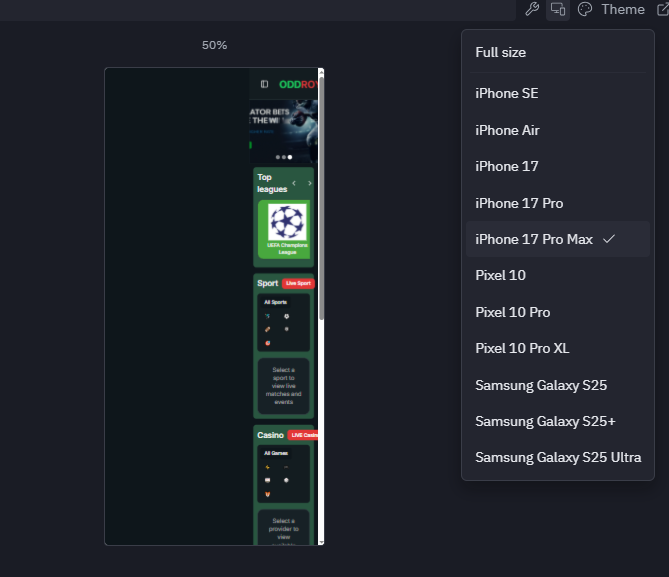 Theme
50%
Full size
iPhone SE
iPhone Air
iPhone 17
iPhone 17 Pro
iPhone 17 Pro Max
Pixel 10
Pixel 10 Pro
Pixel 10 Pro XL
Samsung Galaxy S25
Samsung Galaxy S25+
Samsung Galaxy S25 Ultra
ODDRO
ATOR BETS
THE WI
Top
leagues
UEFA Champions
League
Sport
Live Sport
All Sports
Select a
sport to
view live
matches and
events
Casino
LIVE Casino
All Games
Select a
provider to
view